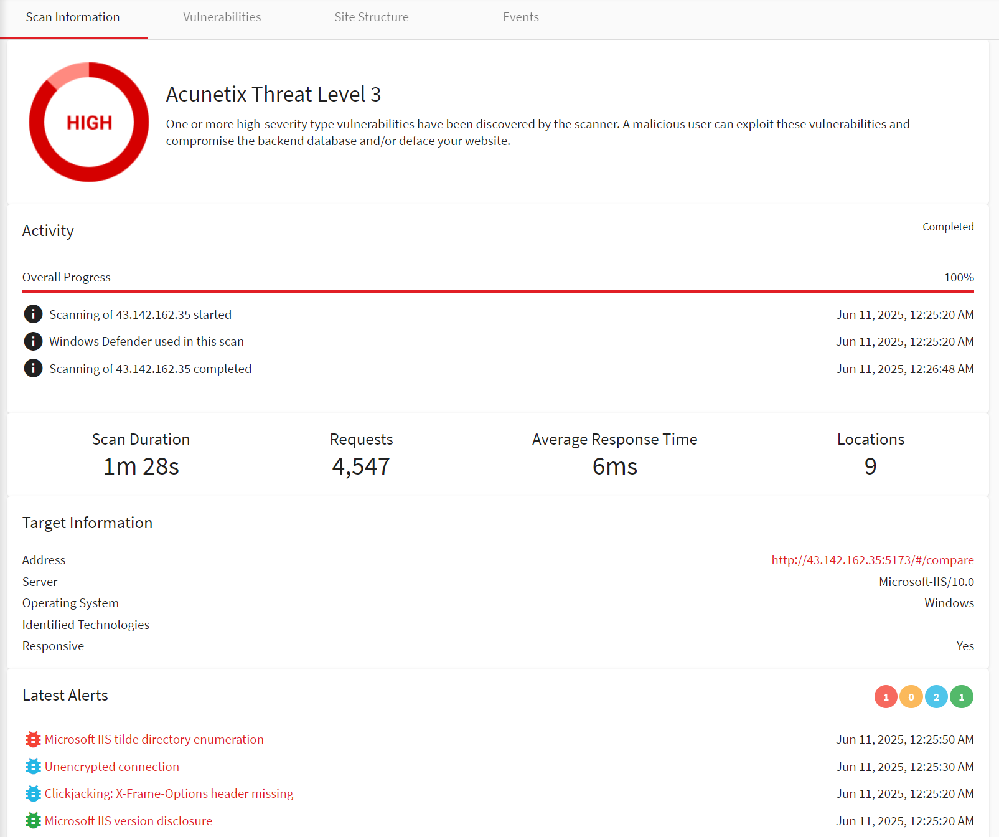 Scan Information Vulnerabilities Site Structure Events
HIGH
Acunetix Threat Level 3
One or more high-severity type vulnerabilities have been discovered by the scanner. A malicious user can exploit these vulnerabilities and
compromise the backend database and/or deface your website.
Activity Completed
Overall Progress 100%
Scanning of 43.142.162.35 started Jun 11, 2025, 12:25:20 AM
Windows Defender used in this scan Jun 11, 2025, 12:25:20 AM
Scanning of 43.142.162.35 completed Jun 11, 2025, 12:26:48 AM
Scan Duration Requests Average Response Time Locations
1m 28s 4,547 6ms 9
Target Information
Address http://43.142.162.35:5173/#/compare
Server Microsoft-IIS/10.0
Operating System Windows
Identified Technologies
Responsive Yes
Latest Alerts 1 0 2 1
Microsoft IIS tilde directory enumeration Jun 11, 2025, 12:25:50 AM
Unencrypted connection Jun 11, 2025, 12:25:30 AM
Clickjacking: X-Frame-Options header missing Jun 11, 2025, 12:25:20 AM
Microsoft IIS version disclosure Jun 11, 2025, 12:25:20 AM